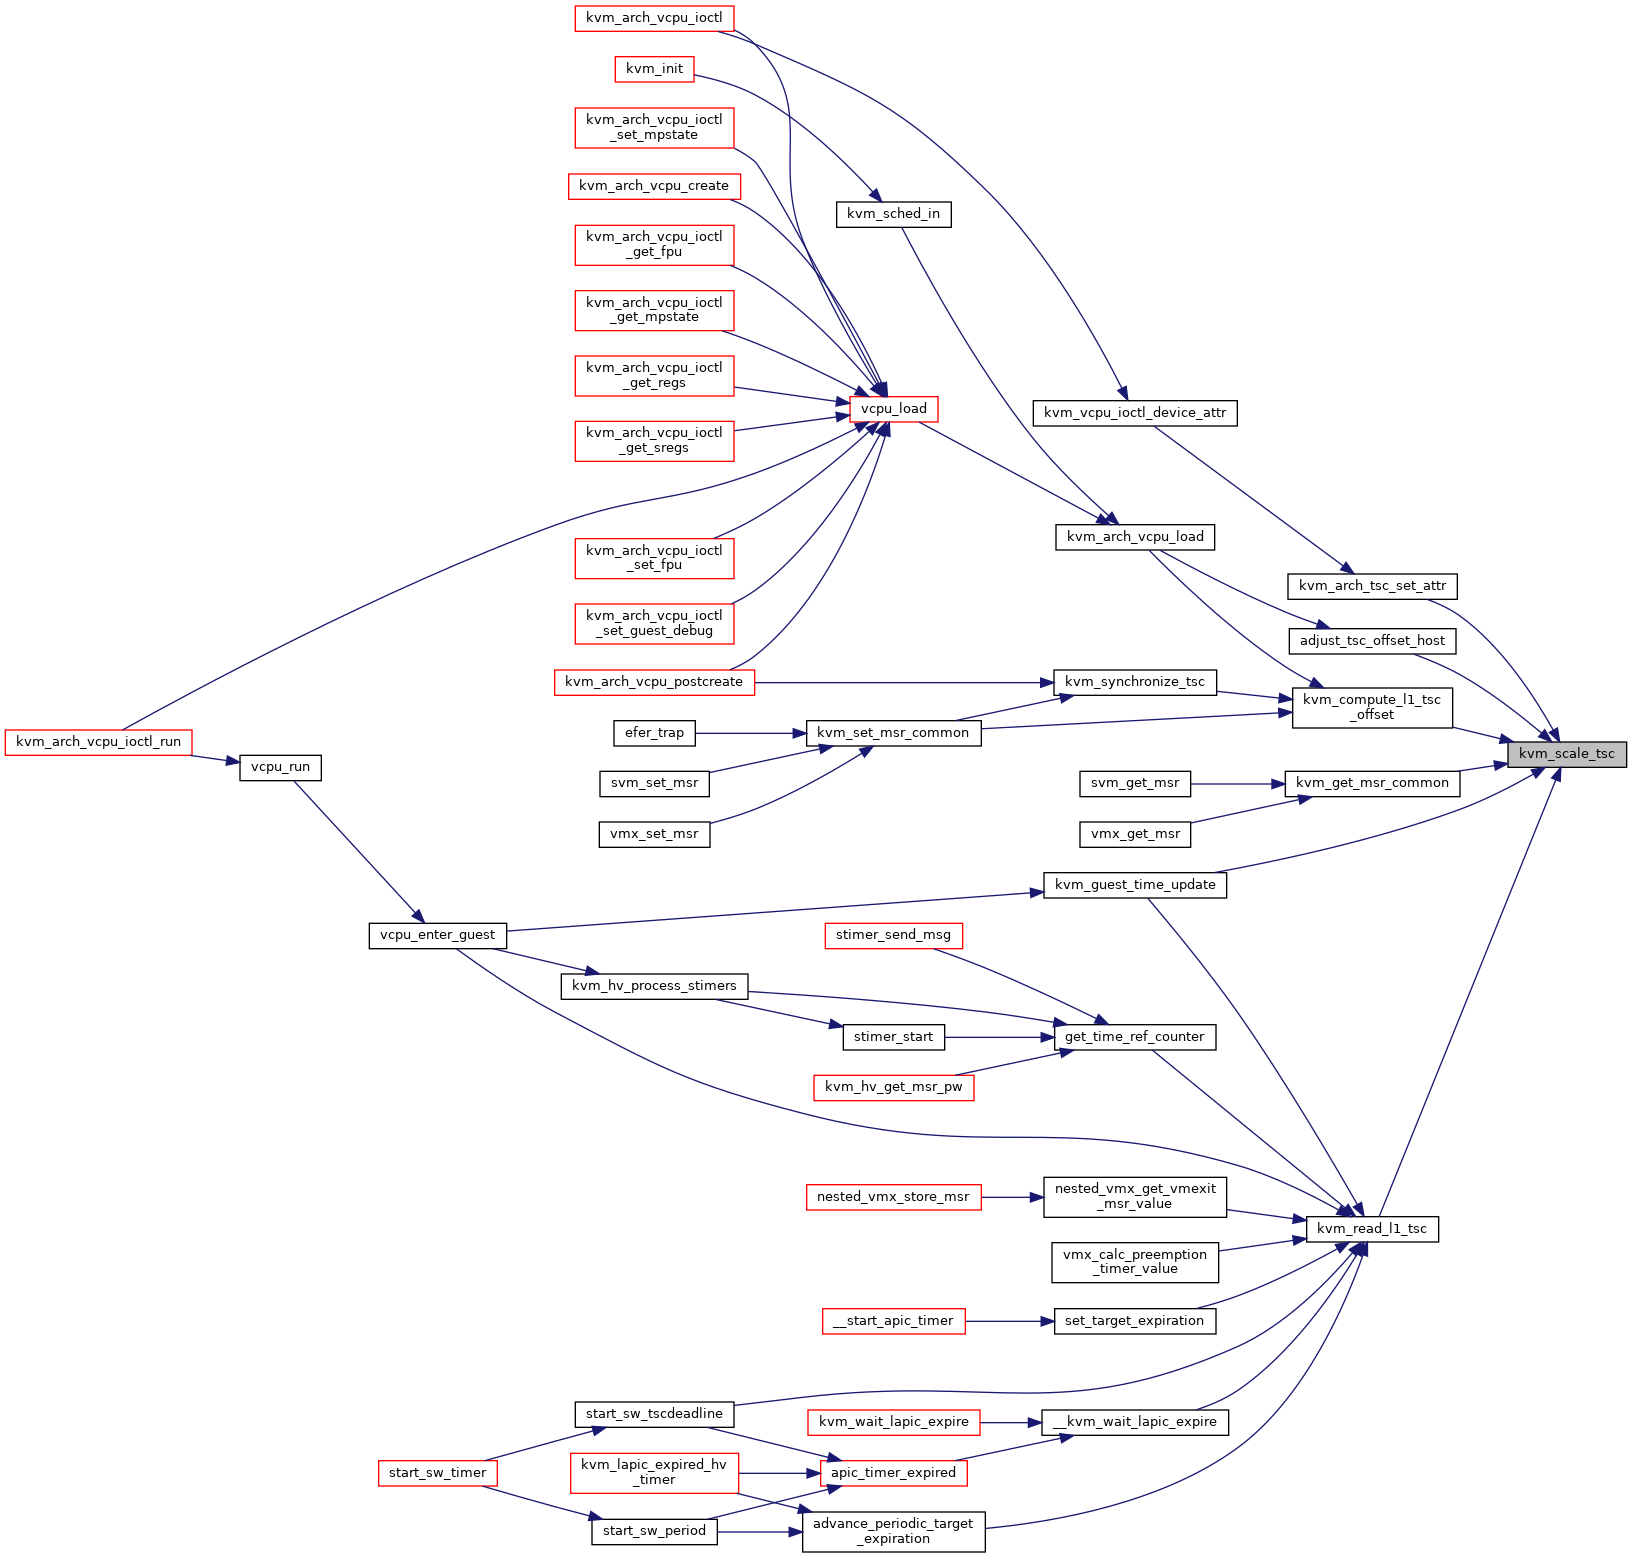 kvm_arch_vcpu_ioctl
kvm_init
kvm_arch_vcpu_ioctl
_set_mpstate
kvm_arch_vcpu_create
kvm_sched_in
kvm_arch_vcpu_ioctl
_get_fpu
kvm_arch_vcpu_ioctl
_get_mpstate
kvm_arch_vcpu_ioctl
_get_regs
vcpu_load
kvm_vcpu_ioctl_device_attr
kvm_arch_vcpu_ioctl
_get_sregs
kvm_arch_vcpu_load
kvm_arch_vcpu_ioctl
_set_fpu
kvm_arch_tsc_set_attr
kvm_arch_vcpu_ioctl
_set_guest_debug
adjust_tsc_offset_host
kvm_arch_vcpu_postcreate
kvm_synchronize_tsc
kvm_compute_l1_tsc
_offset
efer_trap
kvm_set_msr_common
kvm_arch_vcpu_ioctl_run
kvm_scale_tsc
vcpu_run
svm_set_msr
svm_get_msr
kvm_get_msr_common
vmx_set_msr
vmx_get_msr
kvm_guest_time_update
vcpu_enter_guest
stimer_send_msg
kvm_hv_process_stimers
stimer_start
get_time_ref_counter
kvm_hv_get_msr_pw
nested_vmx_store_msr
nested_vmx_get_vmexit
_msr_value
kvm_read_l1_tsc
vmx_calc_preemption
_timer_value
__start_apic_timer
set_target_expiration
start_sw_tscdeadline
kvm_wait_lapic_expire
__kvm_wait_lapic_expire
start_sw_timer
kvm_lapic_expired_hv
_timer
apic_timer_expired
start_sw_period
advance_periodic_target
_expiration